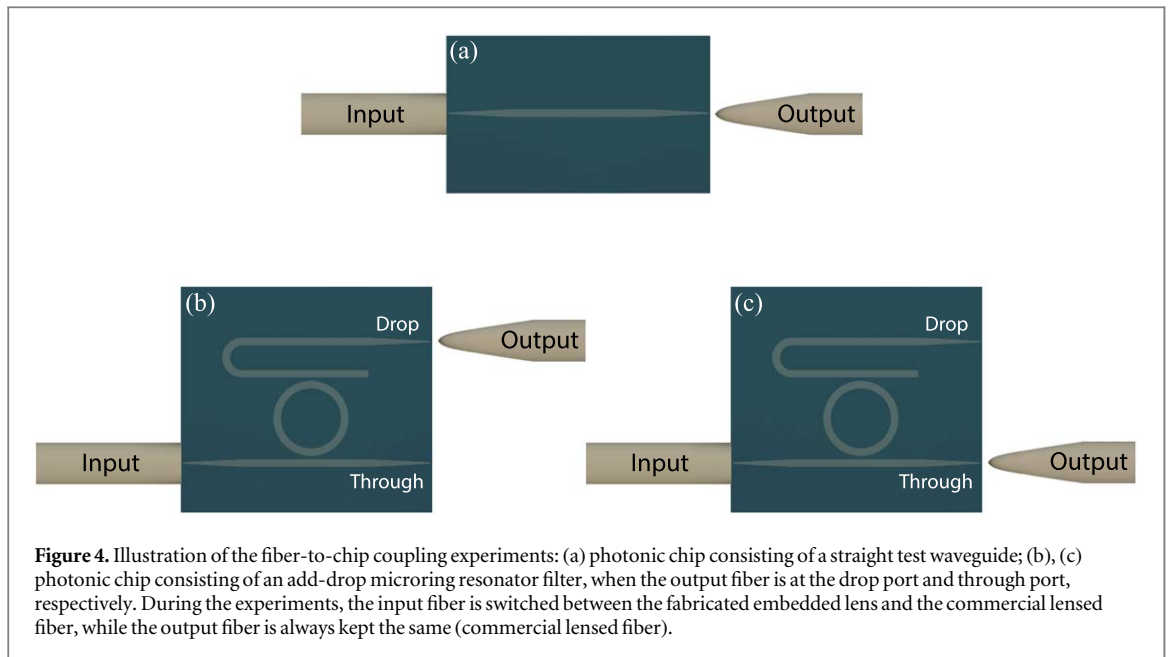 (a)
Input
Output
(b)
Drop
Output
Input
Through
(c)
Drop
Input
Through
Output
Figure 4. Illustration of the fiber-to-chip coupling experiments: (a) photonic chip consisting of a straight test waveguide; (b), (c)
photonic chip consisting of an add-drop microring resonator filter, when the output fiber is at the drop port and through port,
respectively. During the experiments, the input fiber is switched between the fabricated embedded lens and the commercial lensed
fiber, while the output fiber is always kept the same (commercial lensed fiber).